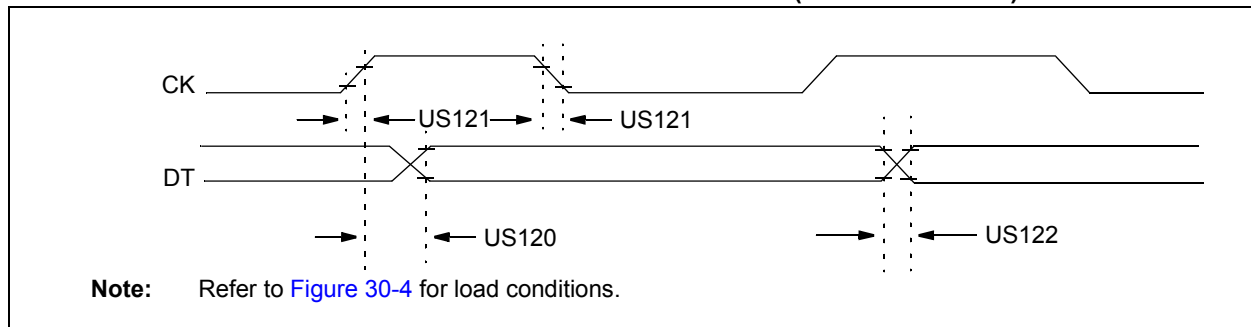 CK
US121
US121
DT
US120
US122
Note: Refer to Figure 30-4 for load conditions.